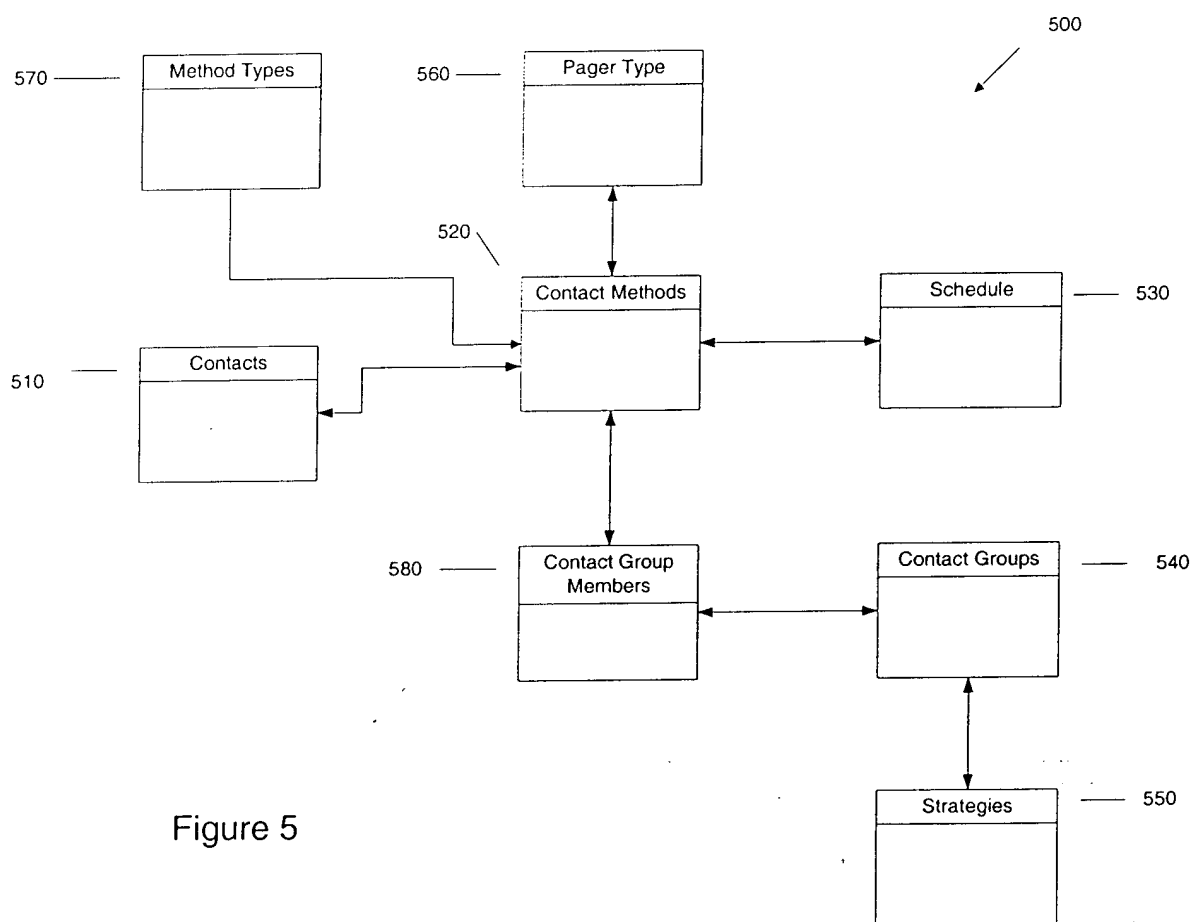 500
570
Method Types
560
Pager Type
520
Contact Methods
Schedule
530
Contacts
510
580
Contact Group
Members
Contact Groups
540
Strategies
550
Figure 5